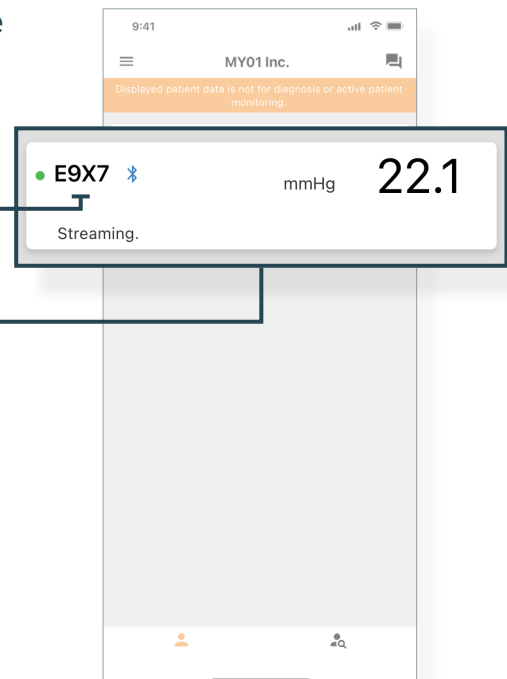 e
9:41
MY01 Inc.
Displayed patient data is not for diagnosis or active patient
monitoring.
E9X7
mmHg 22.1
Streaming.